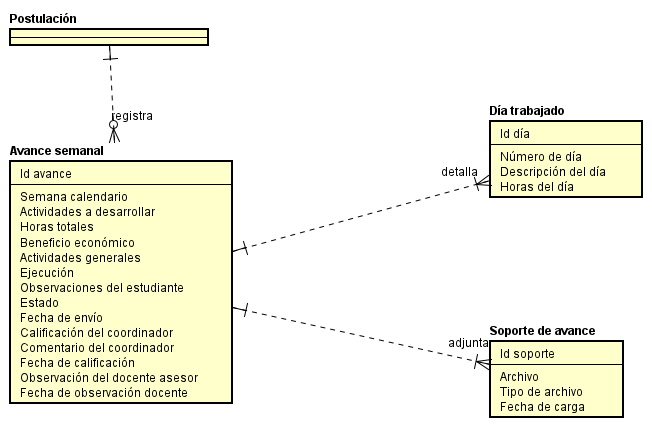 Postulación
registra
Avance semanal
Id avance
Semana calendario
Actividades a desarrollar
Horas totales
Beneficio económico
Actividades generales
Ejecución
Observaciones del estudiante
Estado
Fecha de envío
Calificación del coordinador
Comentario del coordinador
Fecha de calificación
Observación del docente asesor
Fecha de observación docente
detalla
Día trabajado
Id día
Número de día
Descripción del día
Horas del día
adjunta
Soporte de avance
Id soporte
Archivo
Tipo de archivo
Fecha de carga